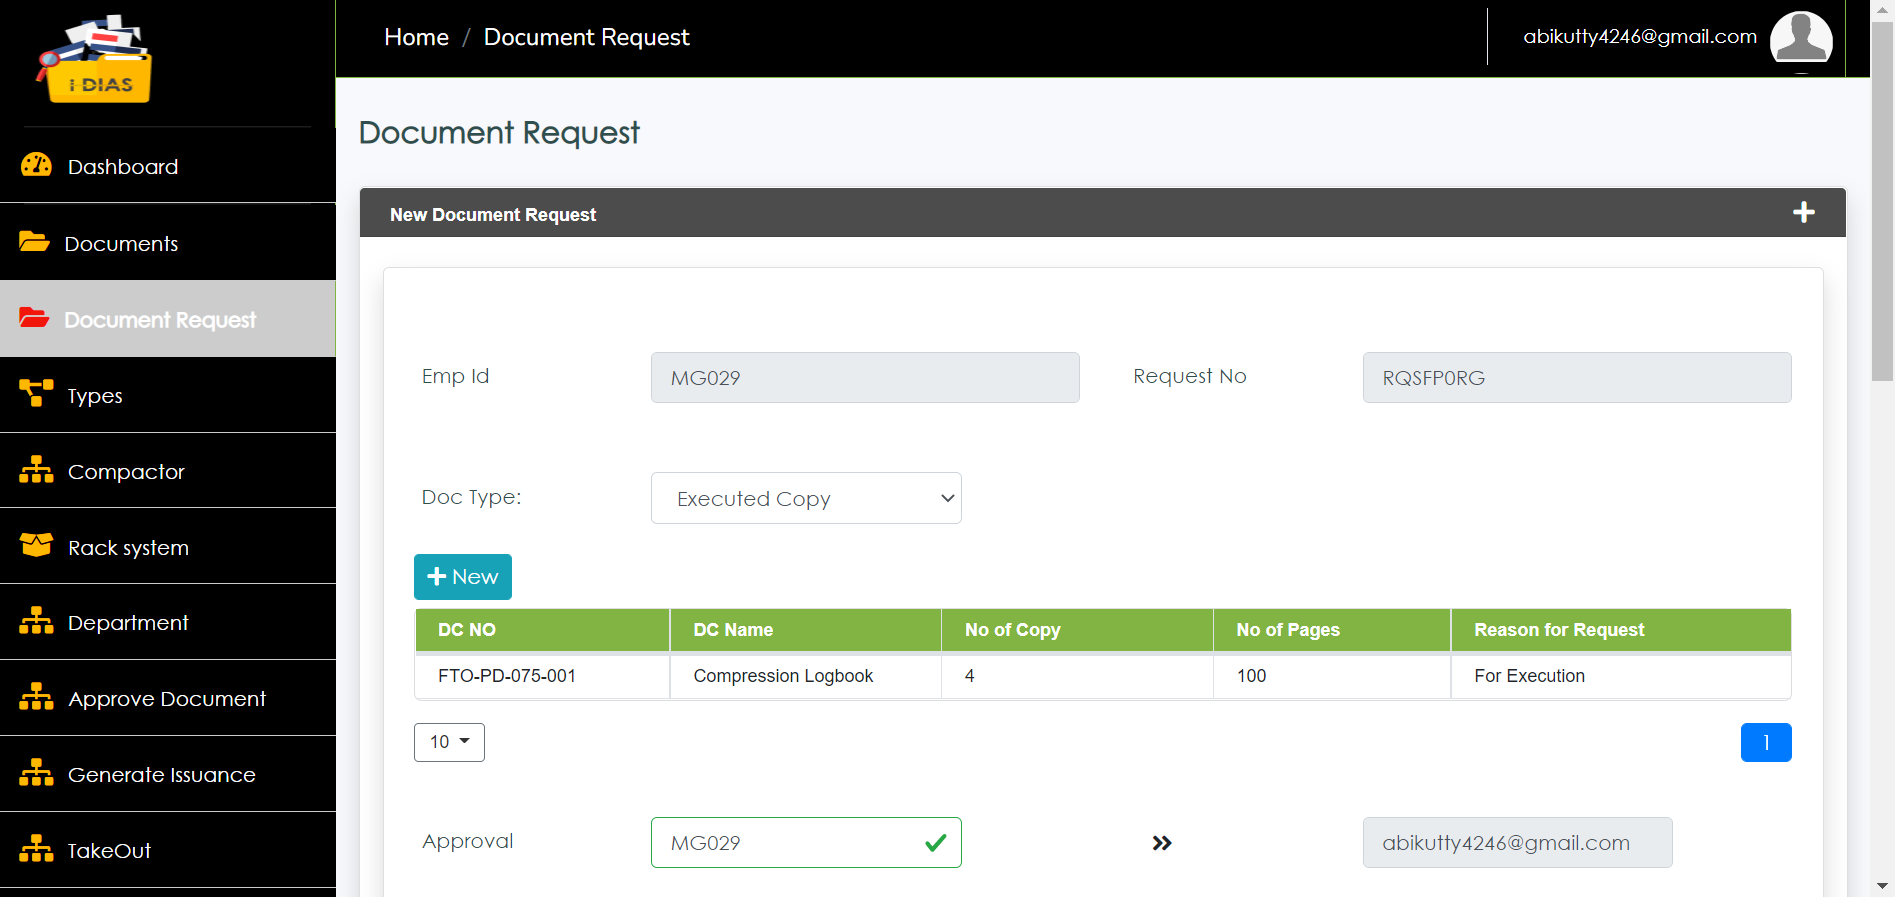 i-DIAS
Home / Document Request
abikutty4246@gmail.com
Dashboard
Documents
Document Request
Types
Compactor
Rack system
Department
Approve Document
Generate Issuance
TakeOut
Document Request
New Document Request
Emp Id MG029 Request No RQSFP0RG
Doc Type: Executed Copy
New
DC NO DC Name No of Copy No of Pages Reason for Request
FTO-PD-075-001 Compression Logbook 4 100 For Execution
10 1
Approval MG029 » abikutty4246@gmail.com